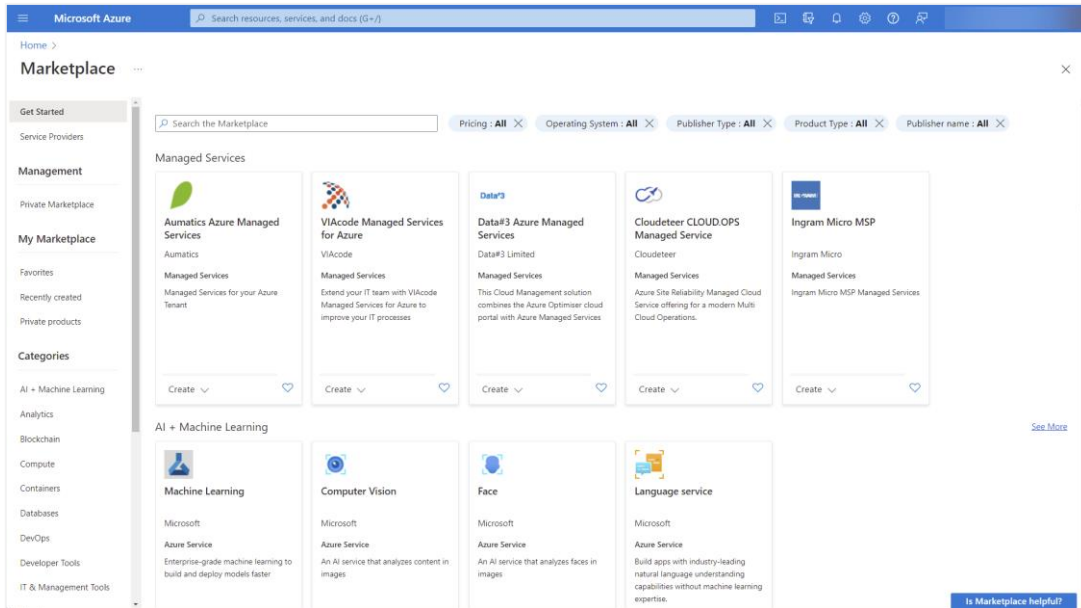 Microsoft Azure
Search resources, services, and docs (G+/)
Home >
Marketplace ...
Get Started
Service Providers
Management
Private Marketplace
My Marketplace
Favorites
Recently created
Private products
Categories
AI + Machine Learning
Analytics
Blockchain
Compute
Containers
Databases
DevOps
Developer Tools
IT & Management Tools
Search the Marketplace
Pricing : All
Operating System : All
Publisher Type : All
Product Type : All
Publisher name : All
Managed Services
Aumatics Azure Managed
Services
Aumatics
Managed Services
Managed Services for your Azure
Tenant
Create
VIAcode Managed Services
for Azure
VIAcode
Managed Services
Extend your IT team with VIAcode
Managed Services for Azure to
improve your IT processes
Create
Data#3
Data#3 Azure Managed
Services
Data#3 Limited
Managed Services
This Cloud Management solution
combines the Azure Optimiser cloud
portal with Azure Managed Services
Create
Cloudeteer CLOUD.OPS
Managed Service
Cloudeteer
Managed Services
Azure Site Reliability Managed Cloud
Service offering for a modern Multi
Cloud Operations.
Create
Ingram Micro MSP
Ingram Micro
Managed Services
Ingram Micro MSP Managed Services
Create
AI + Machine Learning
See More
Machine Learning
Microsoft
Azure Service
Enterprise-grade machine learning to
build and deploy models faster
Computer Vision
Microsoft
Azure Service
An AI service that analyzes content in
images
Face
Microsoft
Azure Service
An AI service that analyzes faces in
images
Language service
Microsoft
Azure Service
Build apps with industry-leading
natural language understanding
capabilities without machine learning
expertise.
Is Marketplace helpful?